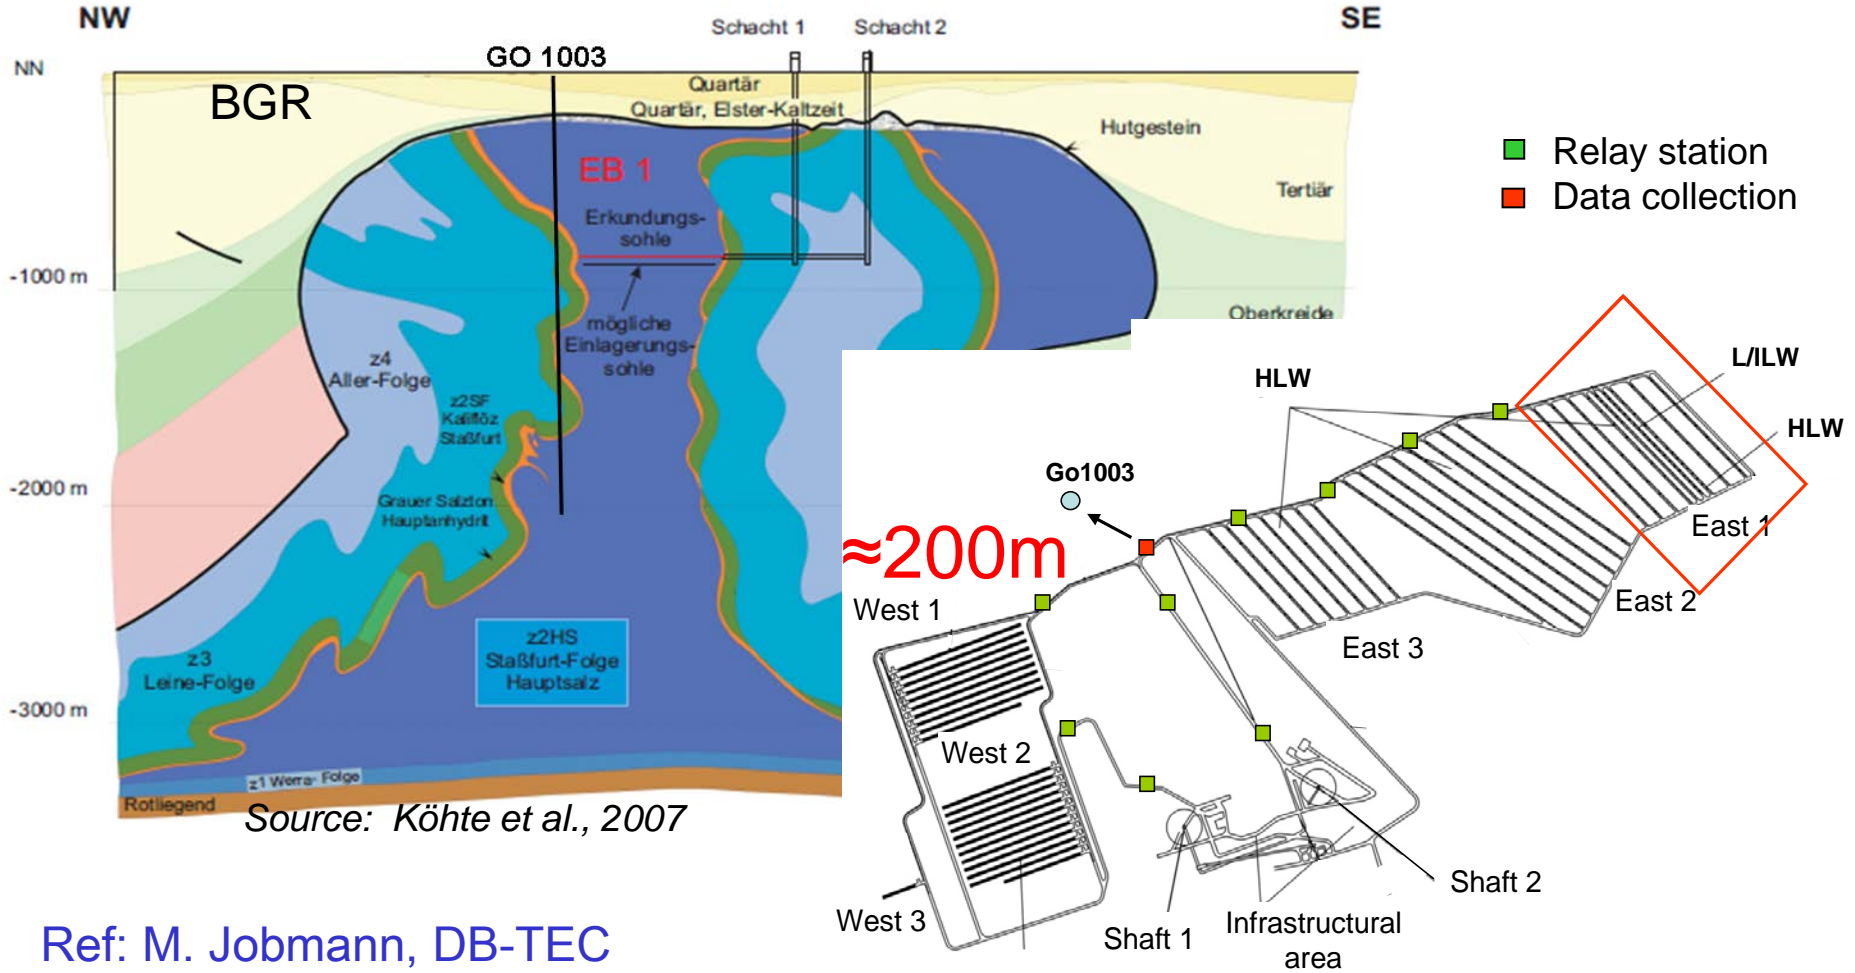 NW
SE
Schacht 1
Schacht 2
GO 1003
NN
BGR
Quartär
Quartär, Elster-Kaltzeit
Hutgestein
EB 1
Tertiär
Erkundungs-
sohle
-1000 m
Oberkreide
mögliche
Einlagerungs-
sohle
z4
Aller-Folge
z2SF
Kaliflöz
Staßfurt
-2000 m
Grauer Salzton
Hauptanhydrit
z2HS
Staßfurt-Folge
Hauptsalz
z3
Leine-Folge
-3000 m
z1 Werra- Folge
Rotliegend
Source: Köhte et al., 2007
Ref: M. Jobmann, DB-TEC
Relay station
Data collection
L/ILW
HLW
HLW
Go1003
≈200m
East 1
East 2
East 3
West 1
West 2
West 3
Shaft 1
Shaft 2
Infrastructural
area